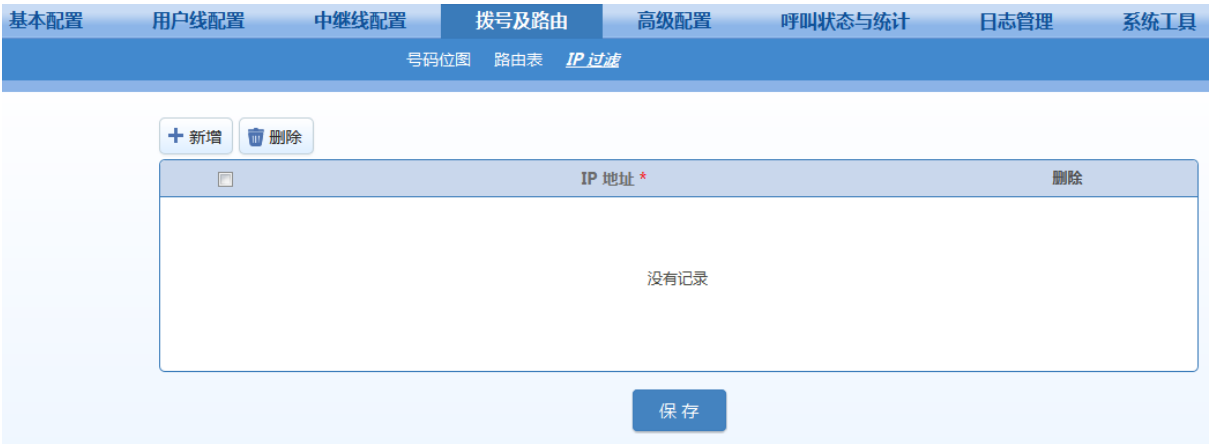 基本配置 用户线配置 中继线配置 拨号及路由 高级配置 呼叫状态与统计 日志管理 系统工具
号码位图 路由表 IP 过滤
新增 删除
IP 地址 * 删除
没有记录
保 存